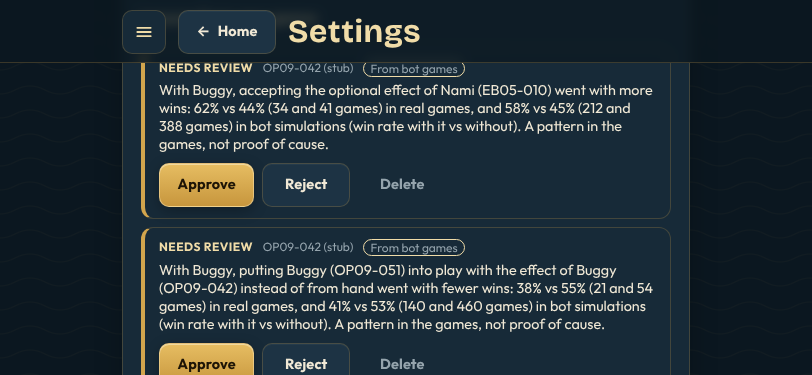 ← Home
Settings
NEEDS REVIEW OP09-042 (stub) From bot games
With Buggy, accepting the optional effect of Nami (EB05-010) went with more
wins: 62% vs 44% (34 and 41 games) in real games, and 58% vs 45% (212 and
388 games) in bot simulations (win rate with it vs without). A pattern in the
games, not proof of cause.
Approve
Reject
Delete
NEEDS REVIEW OP09-042 (stub) From bot games
With Buggy, putting Buggy (OP09-051) into play with the effect of Buggy
(OP09-042) instead of from hand went with fewer wins: 38% vs 55% (21 and 54
games) in real games, and 41% vs 53% (140 and 460 games) in bot simulations
(win rate with it vs without). A pattern in the games, not proof of cause.
Approve
Reject
Delete